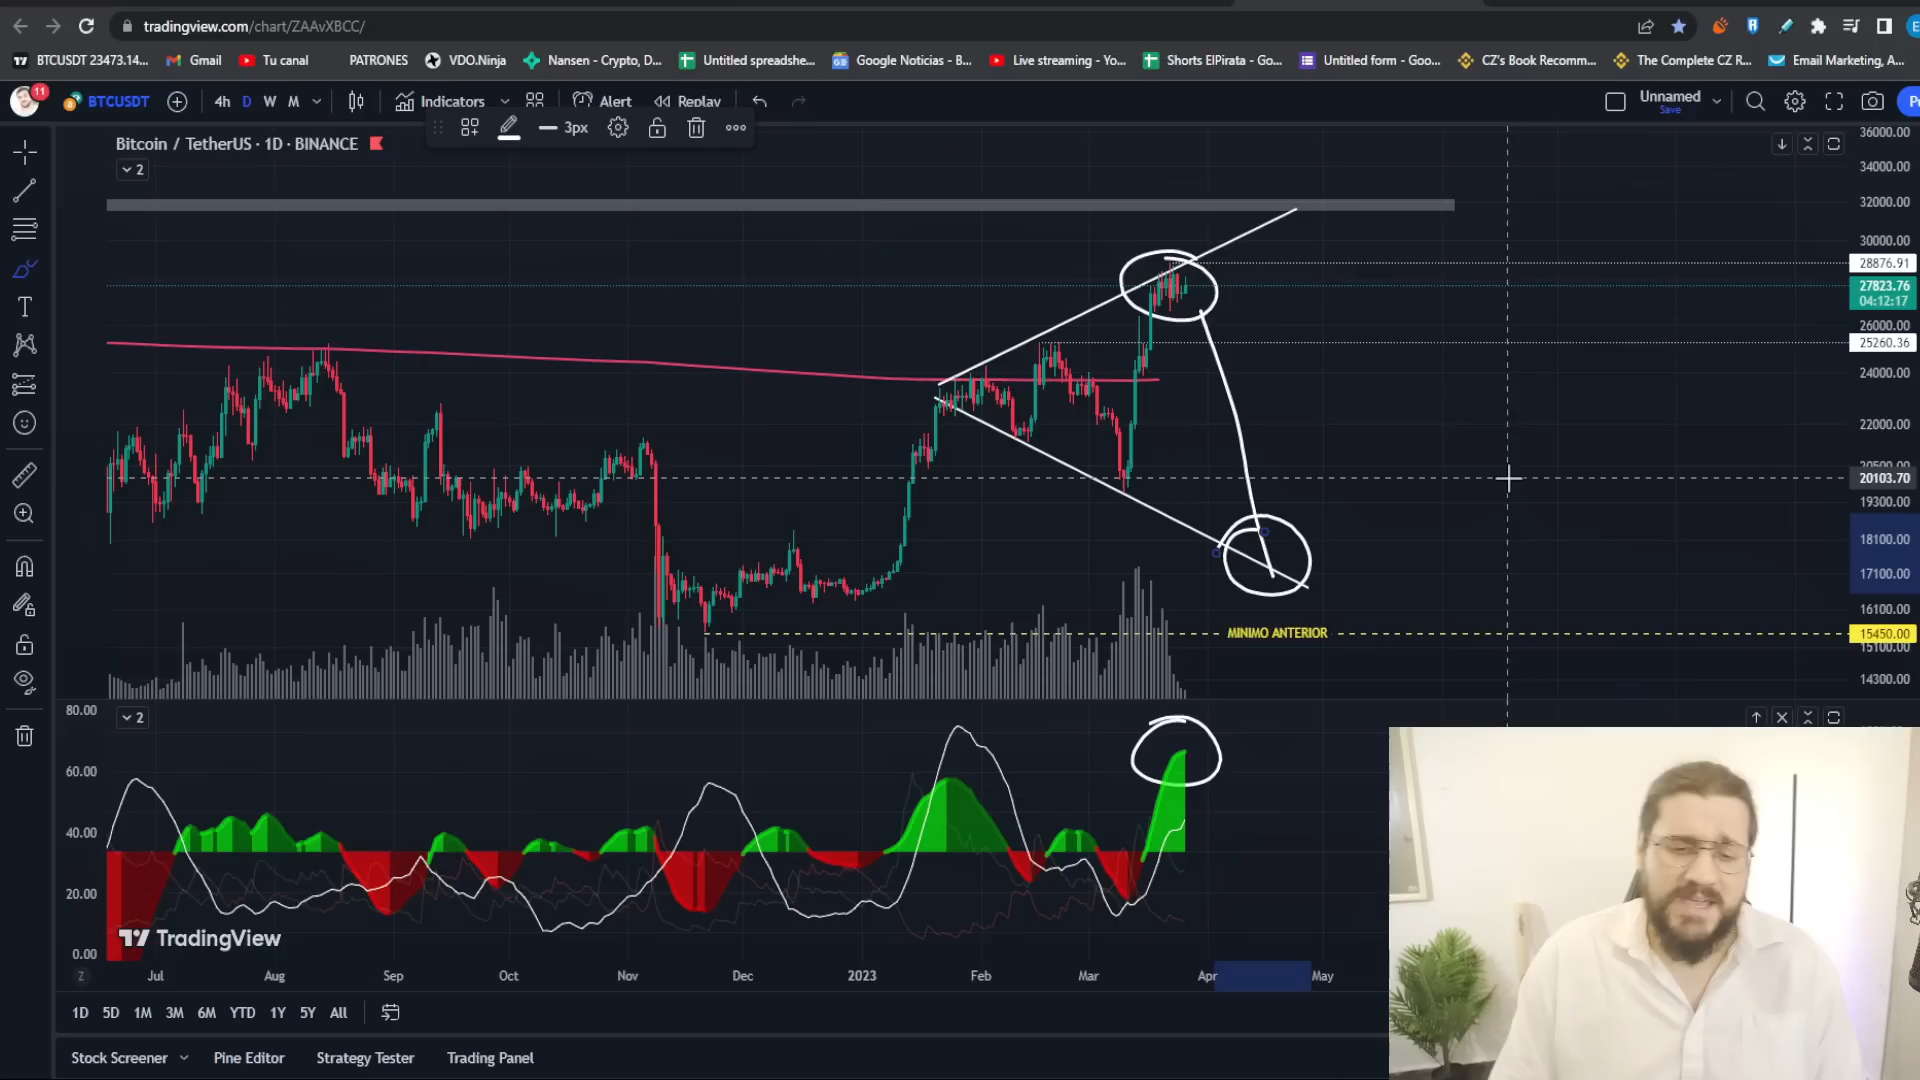 tradingview.com/chart/ZAAvXBCC/
BTCUSDT 23473.14... Gmail Tu canal PATRONES VDO.Ninja Nansen - Crypto, D... Untitled spreadshe... Google Noticias - B... Live streaming - Yo... Shorts ElPirata - Go... Untitled form - Goo... CZ's Book Recomm... The Complete CZ R... Email Marketing, A...
11 BTCUSDT 4h D W M Indicators Alert Replay Unnamed
Save
3px
Bitcoin / TetherUS · 1D · BINANCE
2
36000.00
34000.00
32000.00
30000.00
28876.91
27823.76
04:12:17
26000.00
25260.36
24000.00
22000.00
20103.70
19300.00
18100.00
17100.00
16100.00
MINIMO ANTERIOR
15450.00
15100.00
14300.00
2
80.00
60.00
40.00
20.00
0.00
TradingView
Z Jul Aug Sep Oct Nov Dec 2023 Feb Mar Apr May
1D 5D 1M 3M 6M YTD 1Y 5Y All
Stock Screener Pine Editor Strategy Tester Trading Panel